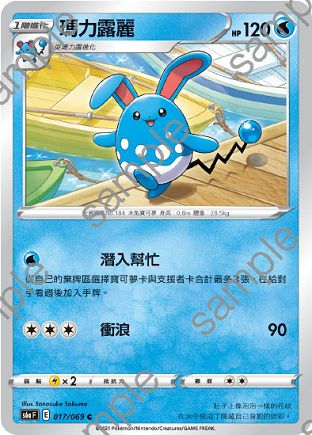 1階進化
瑪力露麗
HP 120
從瑪力露進化
全國圖鑑No.184 水兔寶可夢 身高：0.8m 體重：28.5kg
潛入幫忙
從自己的棄牌區選擇寶可夢卡與支援者卡合計最多3張，在給對
手看過後加入手牌。
衝浪 90
弱點 ×2 抵抗力 撤退
Illus. Sanosuke Sakuma
s6a F E 017/069 C
©2021 Pokémon/Nintendo/Creatures/GAME FREAK.
sample